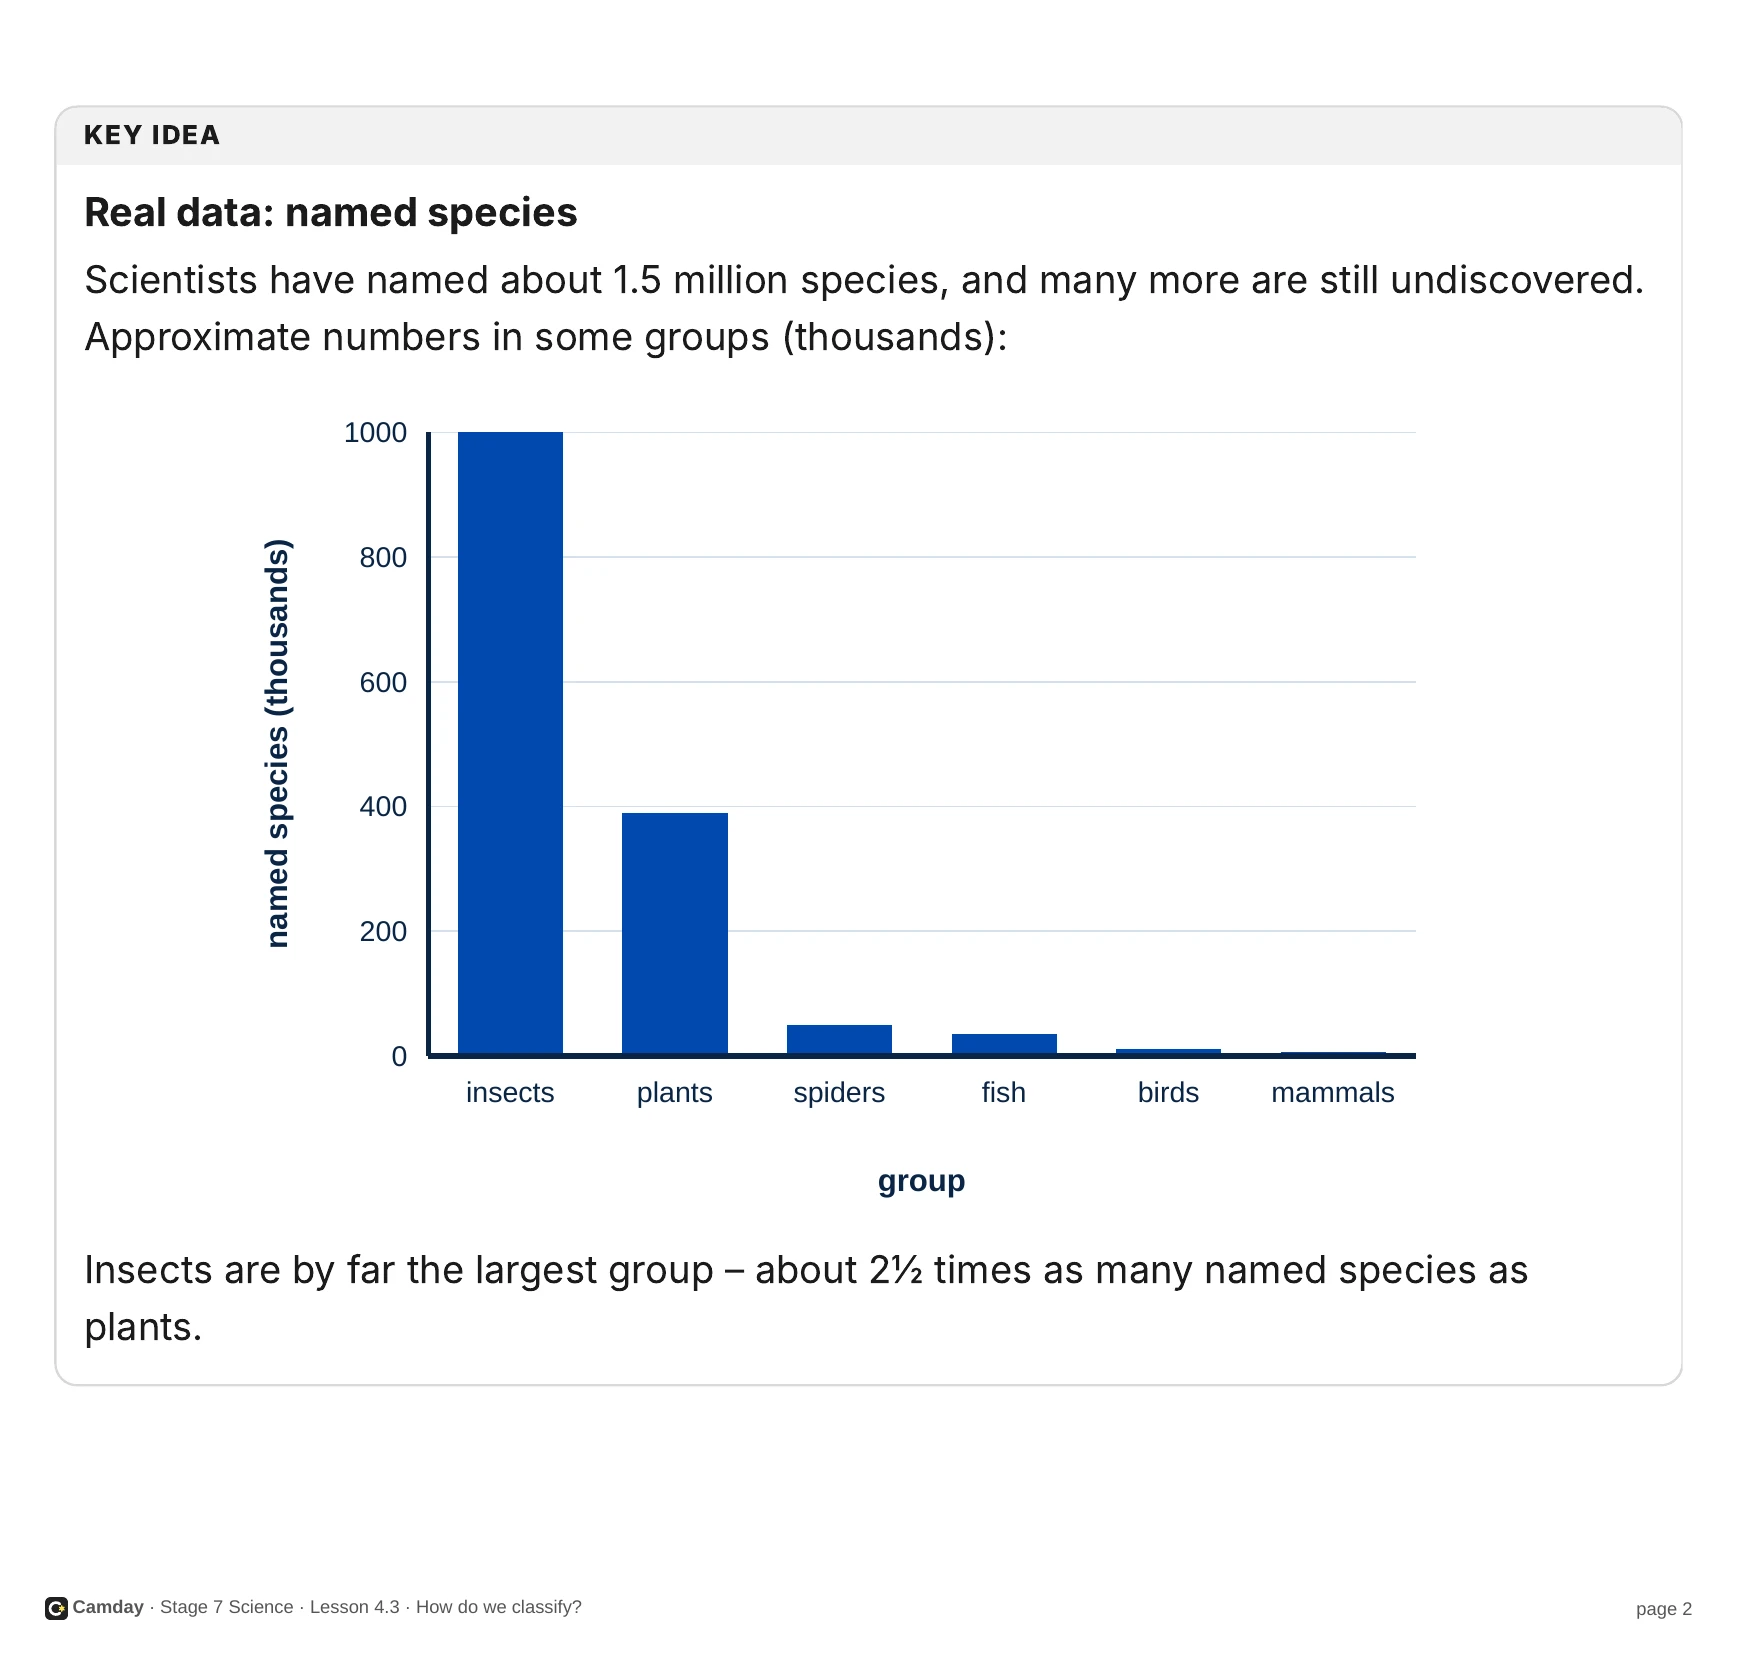 KEY IDEA
Real data: named species
Scientists have named about 1.5 million species, and many more are still undiscovered.
Approximate numbers in some groups (thousands):
1000
800
600
400
200
0
named species (thousands)
insects plants spiders fish birds mammals
group
Insects are by far the largest group – about 2½ times as many named species as
plants.
Camday · Stage 7 Science · Lesson 4.3 · How do we classify?
page 2